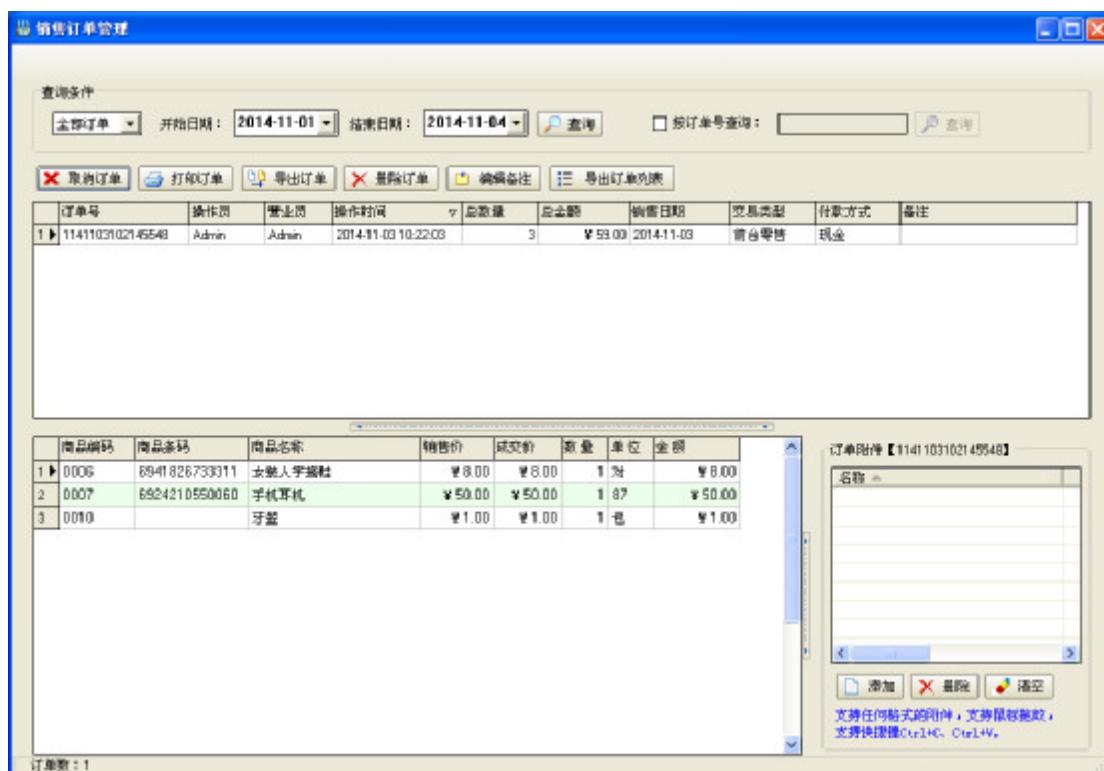 销售订单管理
查询条件
全部订单 开始日期： 2014-11-01 结束日期： 2014-11-04 查询 按订单号查询： 查询
取消订单 打印订单 导出订单 删除订单 编辑备注 导出订单列表
订单号 操作员 营业员 操作时间 总数量 总金额 销售日期 交易类型 付款方式 备注
1 1141103102145548 Admin Admin 2014-11-03 10:22:03 3 ￥59.00 2014-11-03 前台零售 现金
商品编码 商品条码 商品名称 销售价 成交价 数量 单位 金额
1 0006 6941826733011 女 人字拖鞋 ￥8.00 ￥8.00 1 ￥8.00
2 0007 6924210550060 手机耳机 ￥50.00 ￥50.00 1 87 ￥50.00
3 0010 牙签 ￥1.00 ￥1.00 1 包 ￥1.00
订单附件【1141103102145548】
名称
添加 删除 清空
支持任何格式的附件，支持鼠标拖放，
支持快捷键Ctrl+C、Ctrl+V。
订单数：1